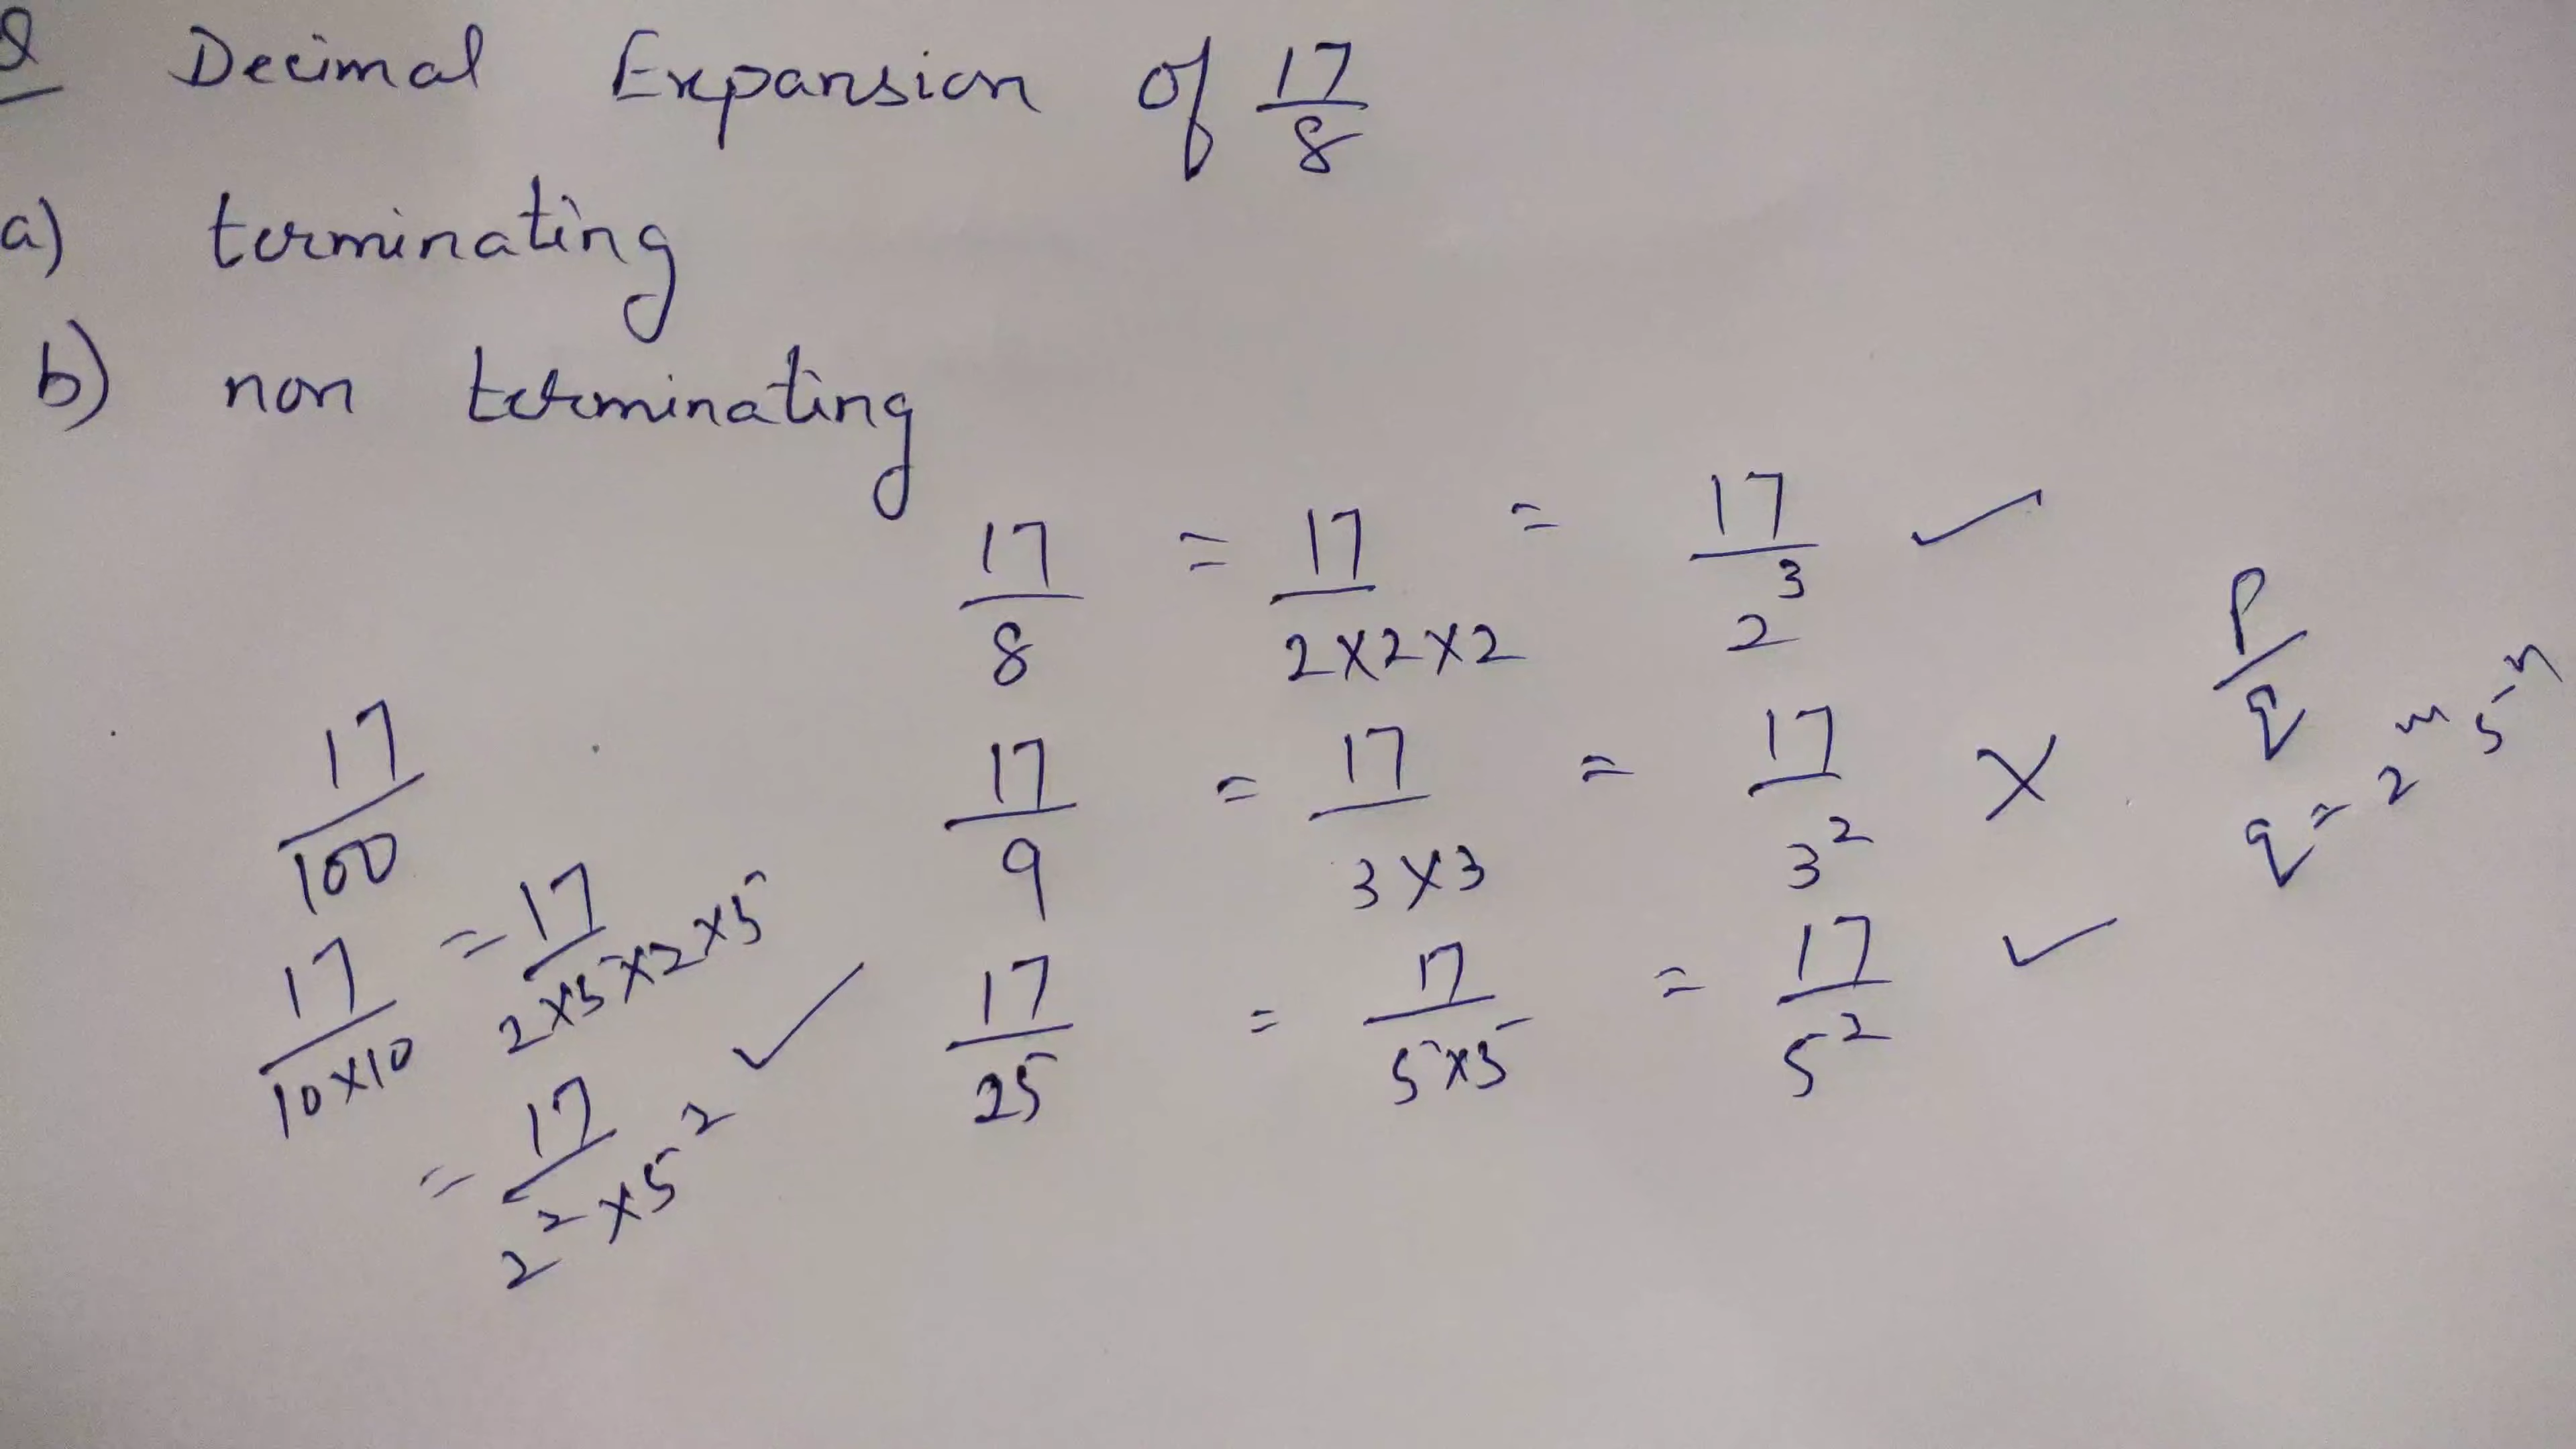 Q Decimal Expansion of 17/8
a) terminating
b) non terminating
17/8 = 17/2×2×2 = 17/2³ ✓
17/9 = 17/3×3 = 17/3² ×
17/25 = 17/5×5 = 17/5² ✓
p/q
q = 2ᵐ 5ⁿ
17/100
17/10×10 = 17/2×5×2×5
= 17/2²×5² ✓